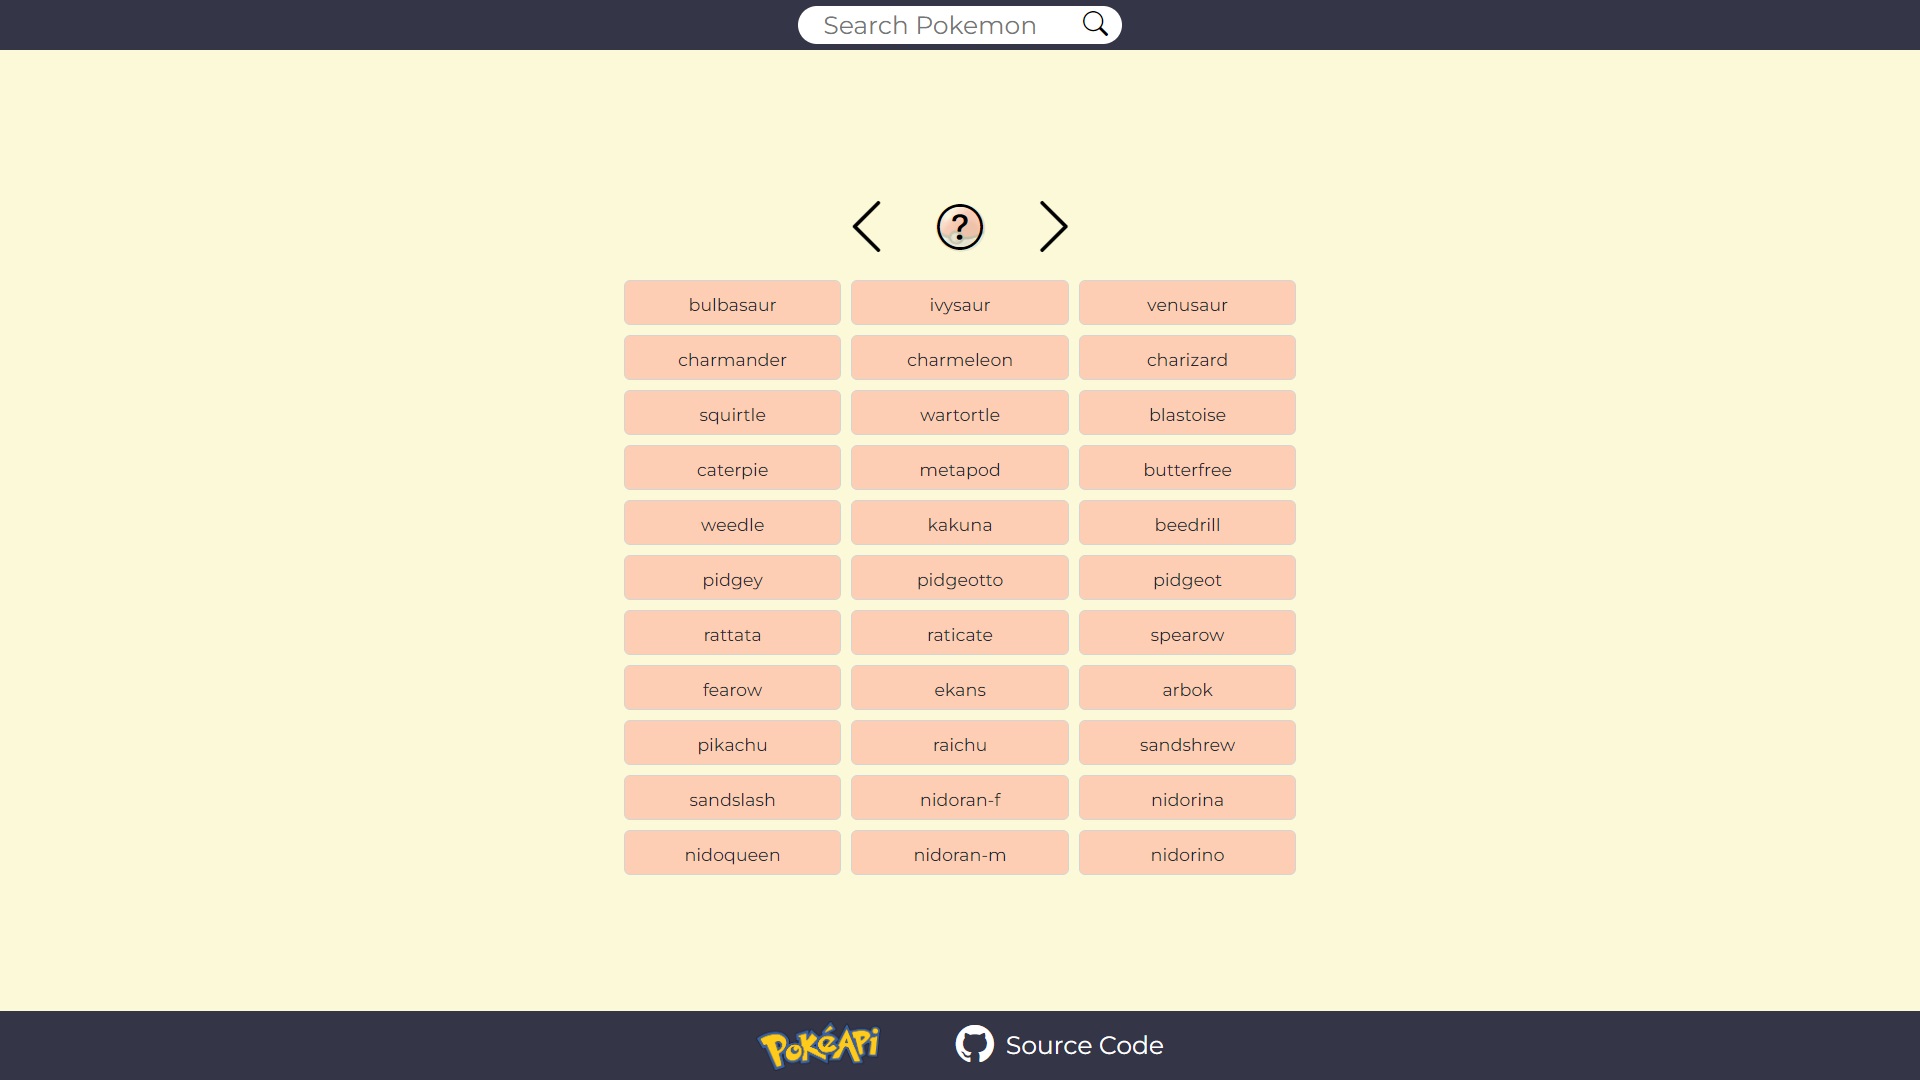 Search Pokemon
?
bulbasaur ivysaur venusaur
charmander charmeleon charizard
squirtle wartortle blastoise
caterpie metapod butterfree
weedle kakuna beedrill
pidgey pidgeotto pidgeot
rattata raticate spearow
fearow ekans arbok
pikachu raichu sandshrew
sandslash nidoran-f nidorina
nidoqueen nidoran-m nidorino
PokéApi Source Code